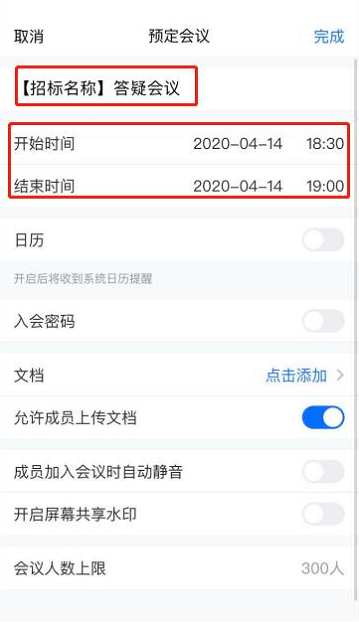 取消 预定会议 完成
【招标名称】答疑会议
开始时间 2020-04-14 18:30
结束时间 2020-04-14 19:00
日历
开启后将收到系统日历提醒
入会密码
文档 点击添加 >
允许成员上传文档
成员加入会议时自动静音
开启屏幕共享水印
会议人数上限 300人